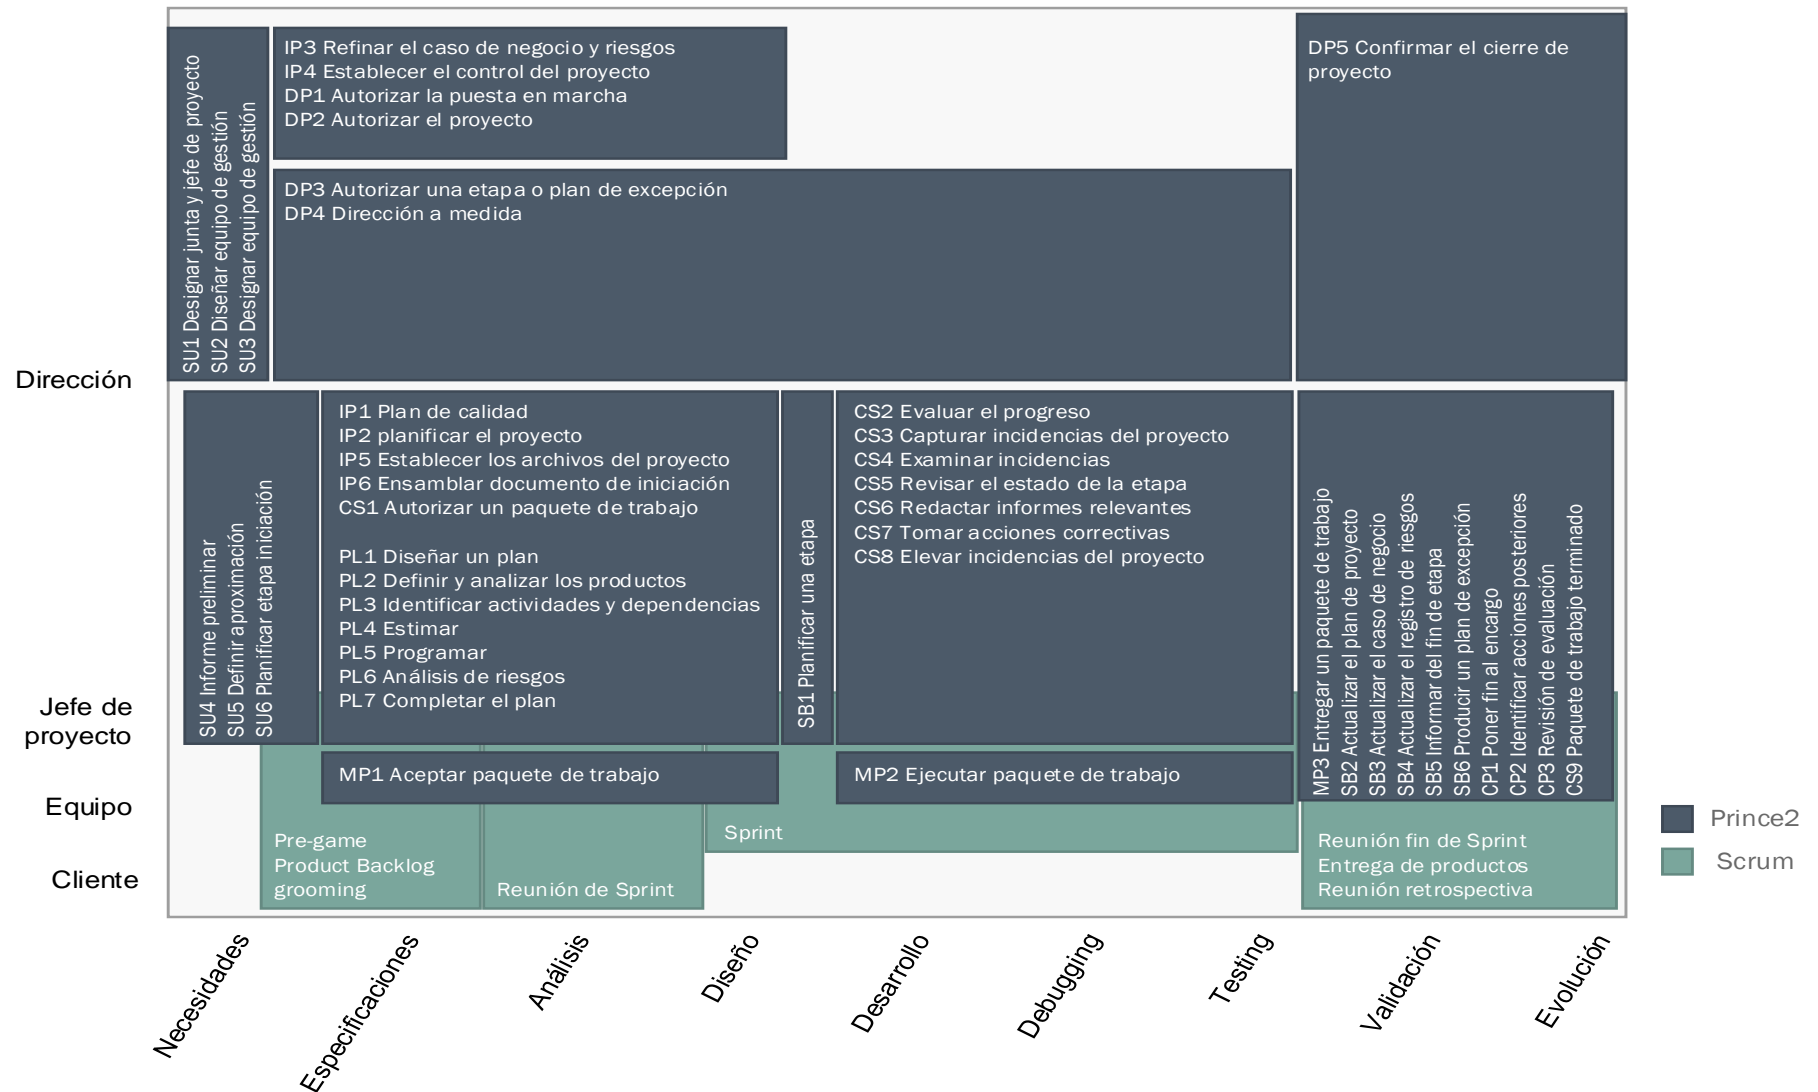 SU1 Designar junta y jefe de proyecto
SU2 Diseñar equipo de gestión
SU3 Designar equipo de gestión
IP3 Refinar el caso de negocio y riesgos
IP4 Establecer el control del proyecto
DP1 Autorizar la puesta en marcha
DP2 Autorizar el proyecto
DP5 Confirmar el cierre de
proyecto
DP3 Autorizar una etapa o plan de excepción
DP4 Dirección a medida
Dirección
SU4 Informe preliminar
SU5 Definir aproximación
SU6 Planificar etapa iniciación
IP1 Plan de calidad
IP2 planificar el proyecto
IP5 Establecer los archivos del proyecto
IP6 Ensamblar documento de iniciación
CS1 Autorizar un paquete de trabajo
PL1 Diseñar un plan
PL2 Definir y analizar los productos
PL3 Identificar actividades y dependencias
PL4 Estimar
PL5 Programar
PL6 Análisis de riesgos
PL7 Completar el plan
SB1 Planificar una etapa
CS2 Evaluar el progreso
CS3 Capturar incidencias del proyecto
CS4 Examinar incidencias
CS5 Revisar el estado de la etapa
CS6 Redactar informes relevantes
CS7 Tomar acciones correctivas
CS8 Elevar incidencias del proyecto
MP3 Entregar un paquete de trabajo
SB2 Actualizar el plan de proyecto
SB3 Actualizar el caso de negocio
SB4 Actualizar el registro de riesgos
SB5 Informar del fin de etapa
SB6 Producir un plan de excepción
CP1 Poner fin al encargo
CP2 Identificar acciones posteriores
CP3 Revisión de evaluación
CS9 Paquete de trabajo terminado
Jefe de
proyecto
MP1 Aceptar paquete de trabajo
MP2 Ejecutar paquete de trabajo
Equipo
Prince2
Scrum
Pre-game
Product Backlog
grooming
Reunión de Sprint
Sprint
Reunión fin de Sprint
Entrega de productos
Reunión retrospectiva
Cliente
Necesidades
Especificaciones
Análisis
Diseño
Desarrollo
Debugging
Testing
Validación
Evolución